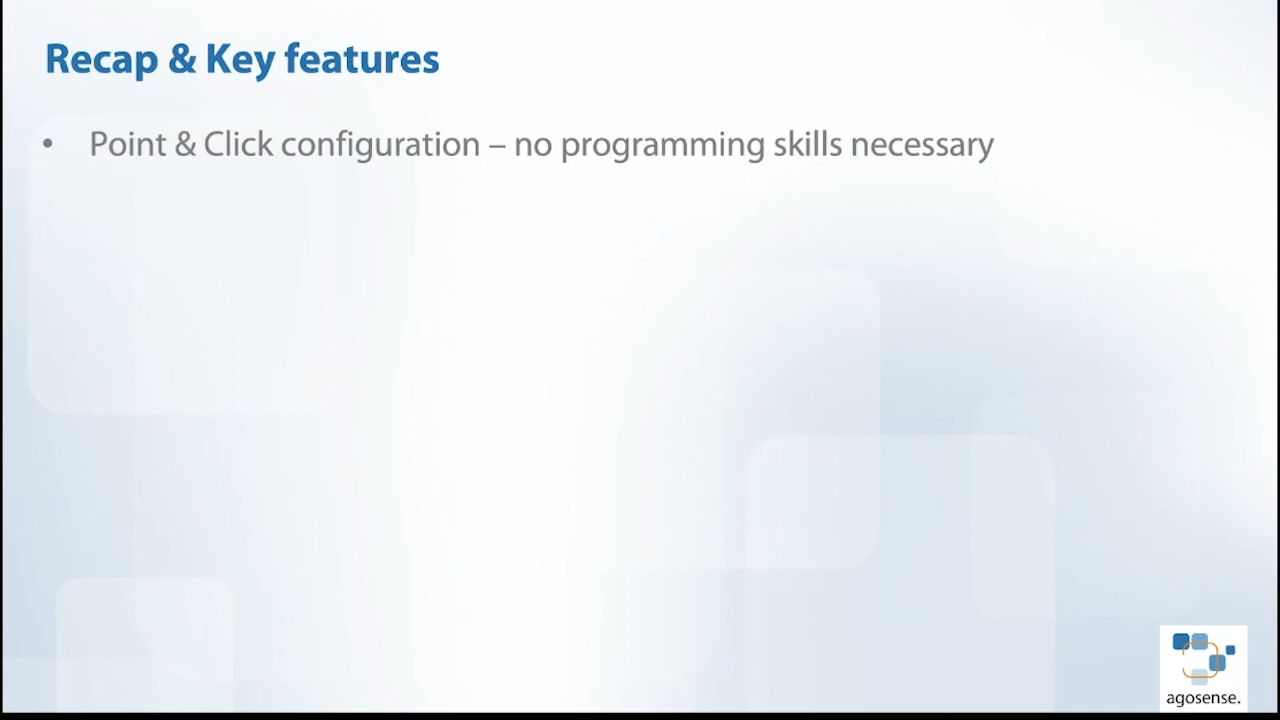 Recap & Key features
• Point & Click configuration – no programming skills necessary
agosense.